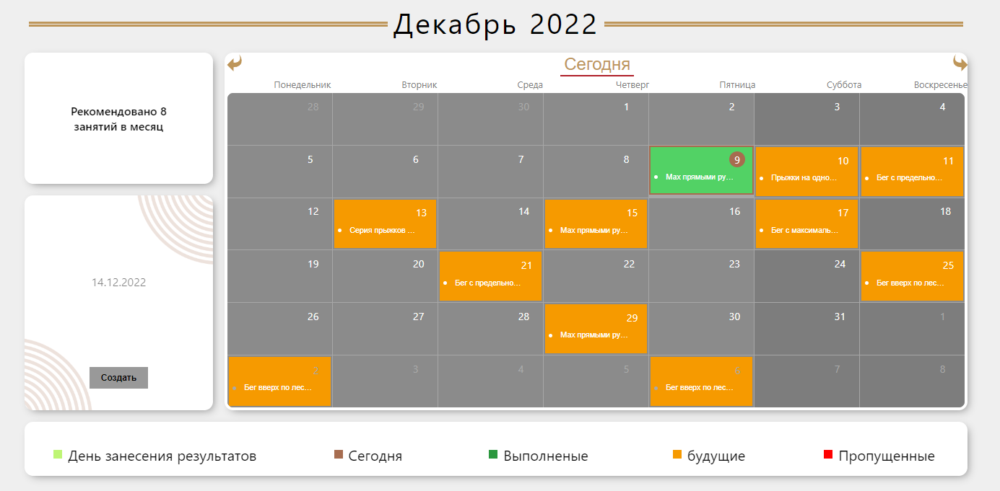 Декабрь 2022
Рекомендовано 8
занятий в месяц
14.12.2022
Создать
Сегодня
Понедельник Вторник Среда Четверг Пятница Суббота Воскресенье
28 29 30 1 2 3 4
5 6 7 8 9 10 11
Мах прямыми ру... Прыжки на одно... Бег с предельно...
12 13 14 15 16 17 18
Серия прыжков ... Мах прямыми ру... Бег с максималь...
19 20 21 22 23 24 25
Бег с предельно... Бег вверх по лес...
26 27 28 29 30 31 1
Мах прямыми ру...
2 3 4 5 6 7 8
Бег вверх по лес... Бег вверх по лес...
День занесения результатов Сегодня Выполненые будущие Пропущенные